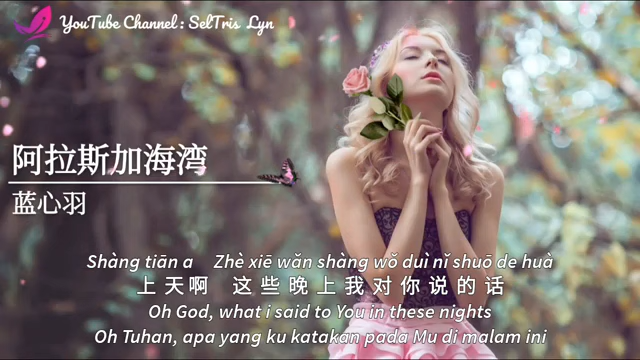 YouTube Channel : SelTris Lyn
阿拉斯加海湾
蓝心羽
Shàng tiān a Zhè xiē wǎn shàng wǒ duì nǐ shuō de huà
上天啊 这些晚上我对你说的话
Oh God, what i said to You in these nights
Oh Tuhan, apa yang ku katakan pada Mu di malam ini